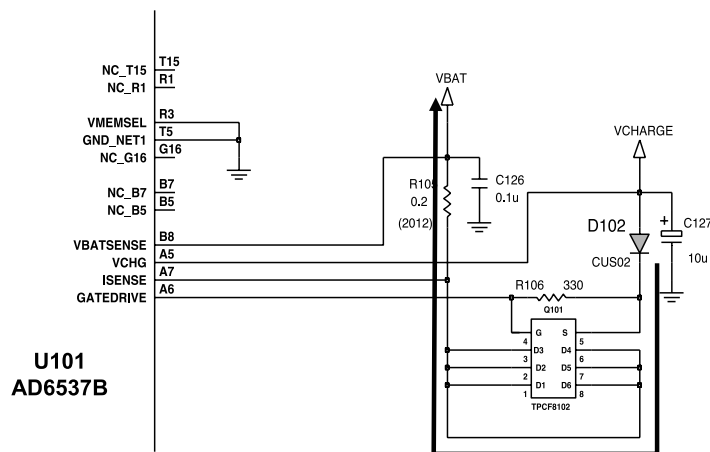 NC_T15 T15
NC_R1 R1
VMEMSEL R3
GND_NET1 T5
NC_G16 G16
NC_B7 B7
NC_B5 B5
VBATSENSE B8
VCHG A5
ISENSE A7
GATEDRIVE A6
U101
AD6537B
VBAT
R105
0.2
(2012)
C126
0.1u
VCHARGE
D102
CUS02
+
C127
10u
R106 330
Q101
G S
4 5
D3 D4
3 6
D2 D5
2 7
D1 D6
1 8
TPCF8102